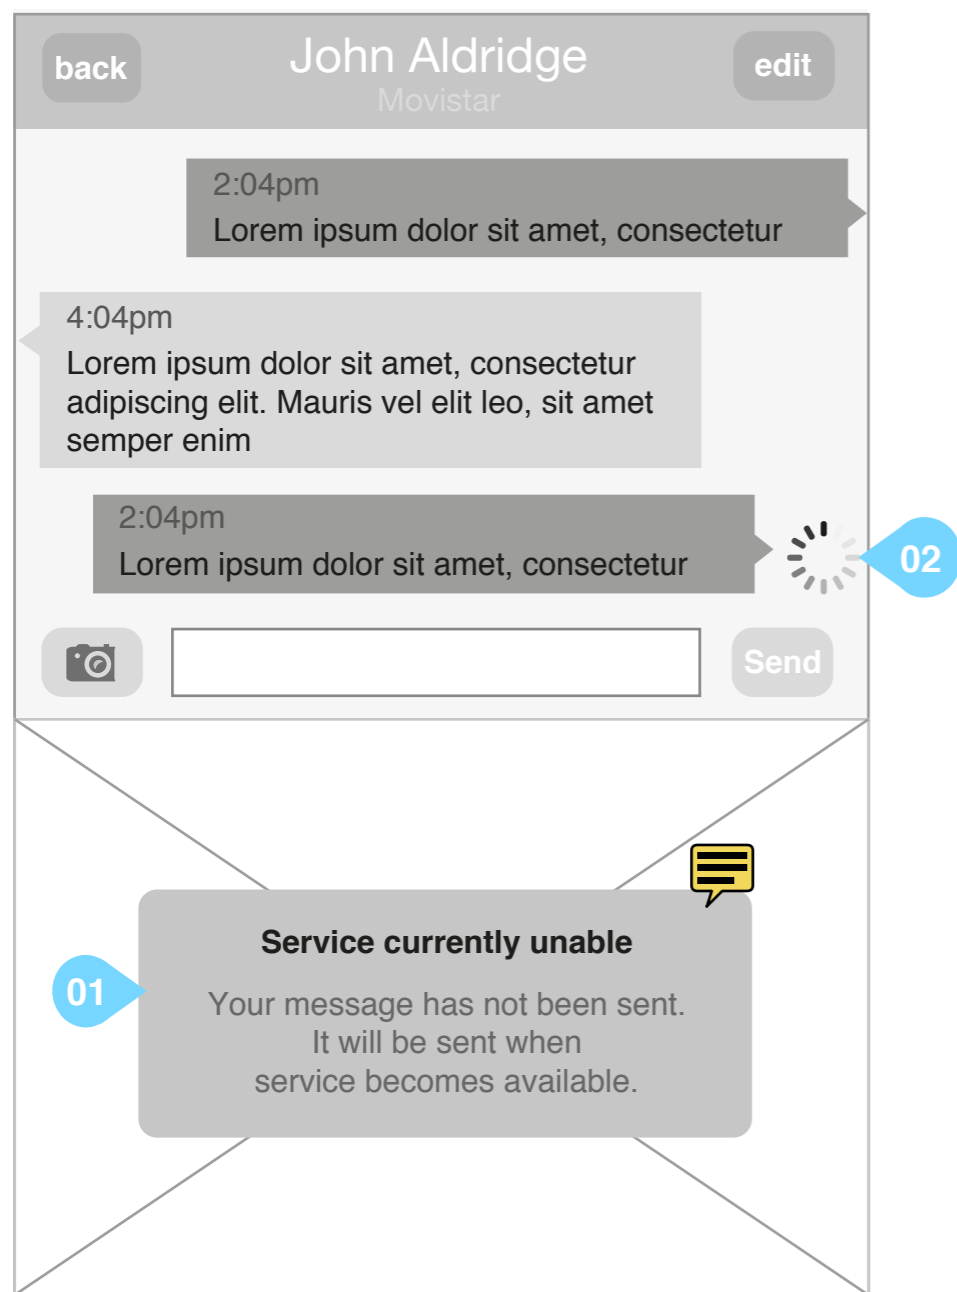 back
John Aldridge
edit
Movistar
2:04pm
Lorem ipsum dolor sit amet, consectetur
4:04pm
Lorem ipsum dolor sit amet, consectetur
adipiscing elit. Mauris vel elit leo, sit amet
semper enim
2:04pm
Lorem ipsum dolor sit amet, consectetur
02
Send
Service currently unable
01
Your message has not been sent.
It will be sent when
service becomes available.